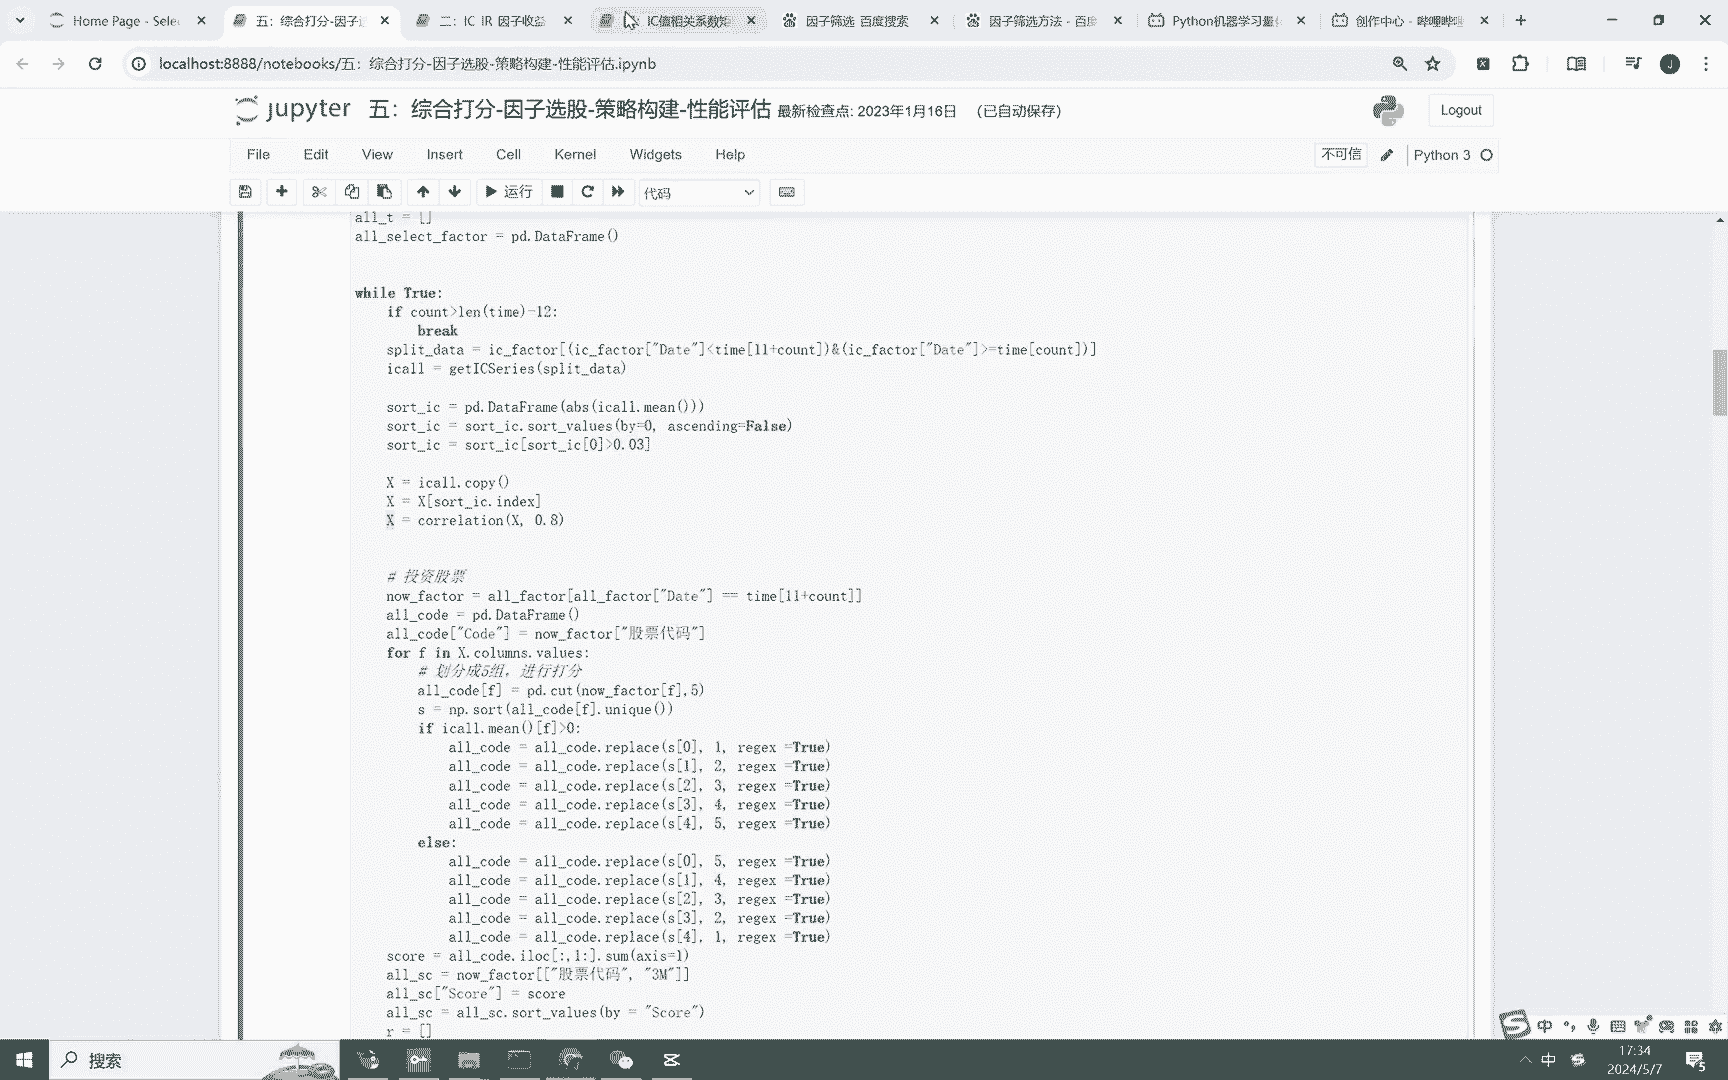 Home Page - Sele
五：综合打分-因子
二：IC IR 因子收益
IC值相关系数矩
因子筛选 百度搜索
因子筛选方法 - 百度
Python机器学习量化
创作中心 - 哔哩哔哩
localhost:8888/notebooks/五：综合打分-因子选股-策略构建-性能评估.ipynb
J
jupyter 五：综合打分-因子选股-策略构建-性能评估 最新检查点: 2023年1月16日 (已自动保存)
Logout
File Edit View Insert Cell Kernel Widgets Help
不可信 Python 3
运行 代码
all_t = []
all_select_factor = pd.DataFrame()
while True:
if count>len(time)-12:
break
split_data = ic_factor[(ic_factor["Date"]<time[11+count])&(ic_factor["Date"]>=time[count])]
icall = getICSeries(split_data)
sort_ic = pd.DataFrame(abs(icall.mean()))
sort_ic = sort_ic.sort_values(by=0, ascending=False)
sort_ic = sort_ic[sort_ic[0]>0.03]
X = icall.copy()
X = X[sort_ic.index]
X = correlation(X, 0.8)
# 投资股票
now_factor = all_factor[all_factor["Date"] == time[11+count]]
all_code = pd.DataFrame()
all_code["Code"] = now_factor["股票代码"]
for f in X.columns.values:
# 划分成5组，进行打分
all_code[f] = pd.cut(now_factor[f],5)
s = np.sort(all_code[f].unique())
if icall.mean()[f]>0:
all_code = all_code.replace(s[0], 1, regex =True)
all_code = all_code.replace(s[1], 2, regex =True)
all_code = all_code.replace(s[2], 3, regex =True)
all_code = all_code.replace(s[3], 4, regex =True)
all_code = all_code.replace(s[4], 5, regex =True)
else:
all_code = all_code.replace(s[0], 5, regex =True)
all_code = all_code.replace(s[1], 4, regex =True)
all_code = all_code.replace(s[2], 3, regex =True)
all_code = all_code.replace(s[3], 2, regex =True)
all_code = all_code.replace(s[4], 1, regex =True)
score = all_code.iloc[:,1:].sum(axis=1)
all_sc = now_factor[["股票代码", "3M"]]
all_sc["Score"] = score
all_sc = all_sc.sort_values(by = "Score")
r = []
中
搜索
中
17:34
2024/5/7
5